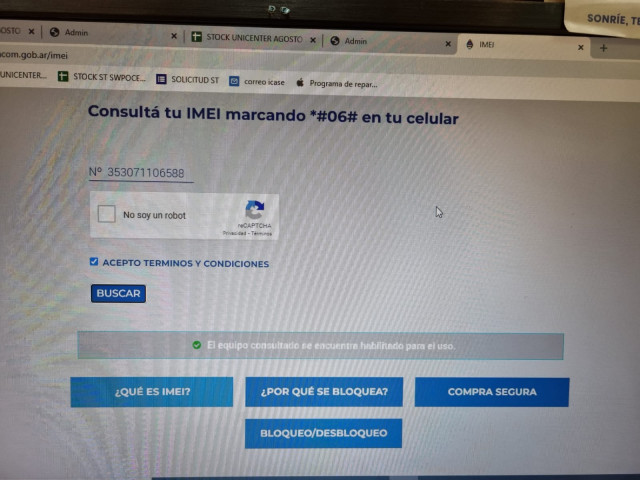 SONRÍE, TE
OSTO
Admin
STOCK UNICENTER AGOSTO
Admin
IMEI
com.gob.ar/imei
UNICENTER...
STOCK ST SWPOCE...
SOLICITUD ST
correo icase
Programa de repar...
Consultá tu IMEI marcando *#06# en tu celular
Nº 353071106588
No soy un robot
reCAPTCHA
Privacidad - Términos
ACEPTO TERMINOS Y CONDICIONES
BUSCAR
El equipo consultado se encuentra habilitado para el uso.
¿QUÉ ES IMEI?
¿POR QUÉ SE BLOQUEA?
COMPRA SEGURA
BLOQUEO/DESBLOQUEO